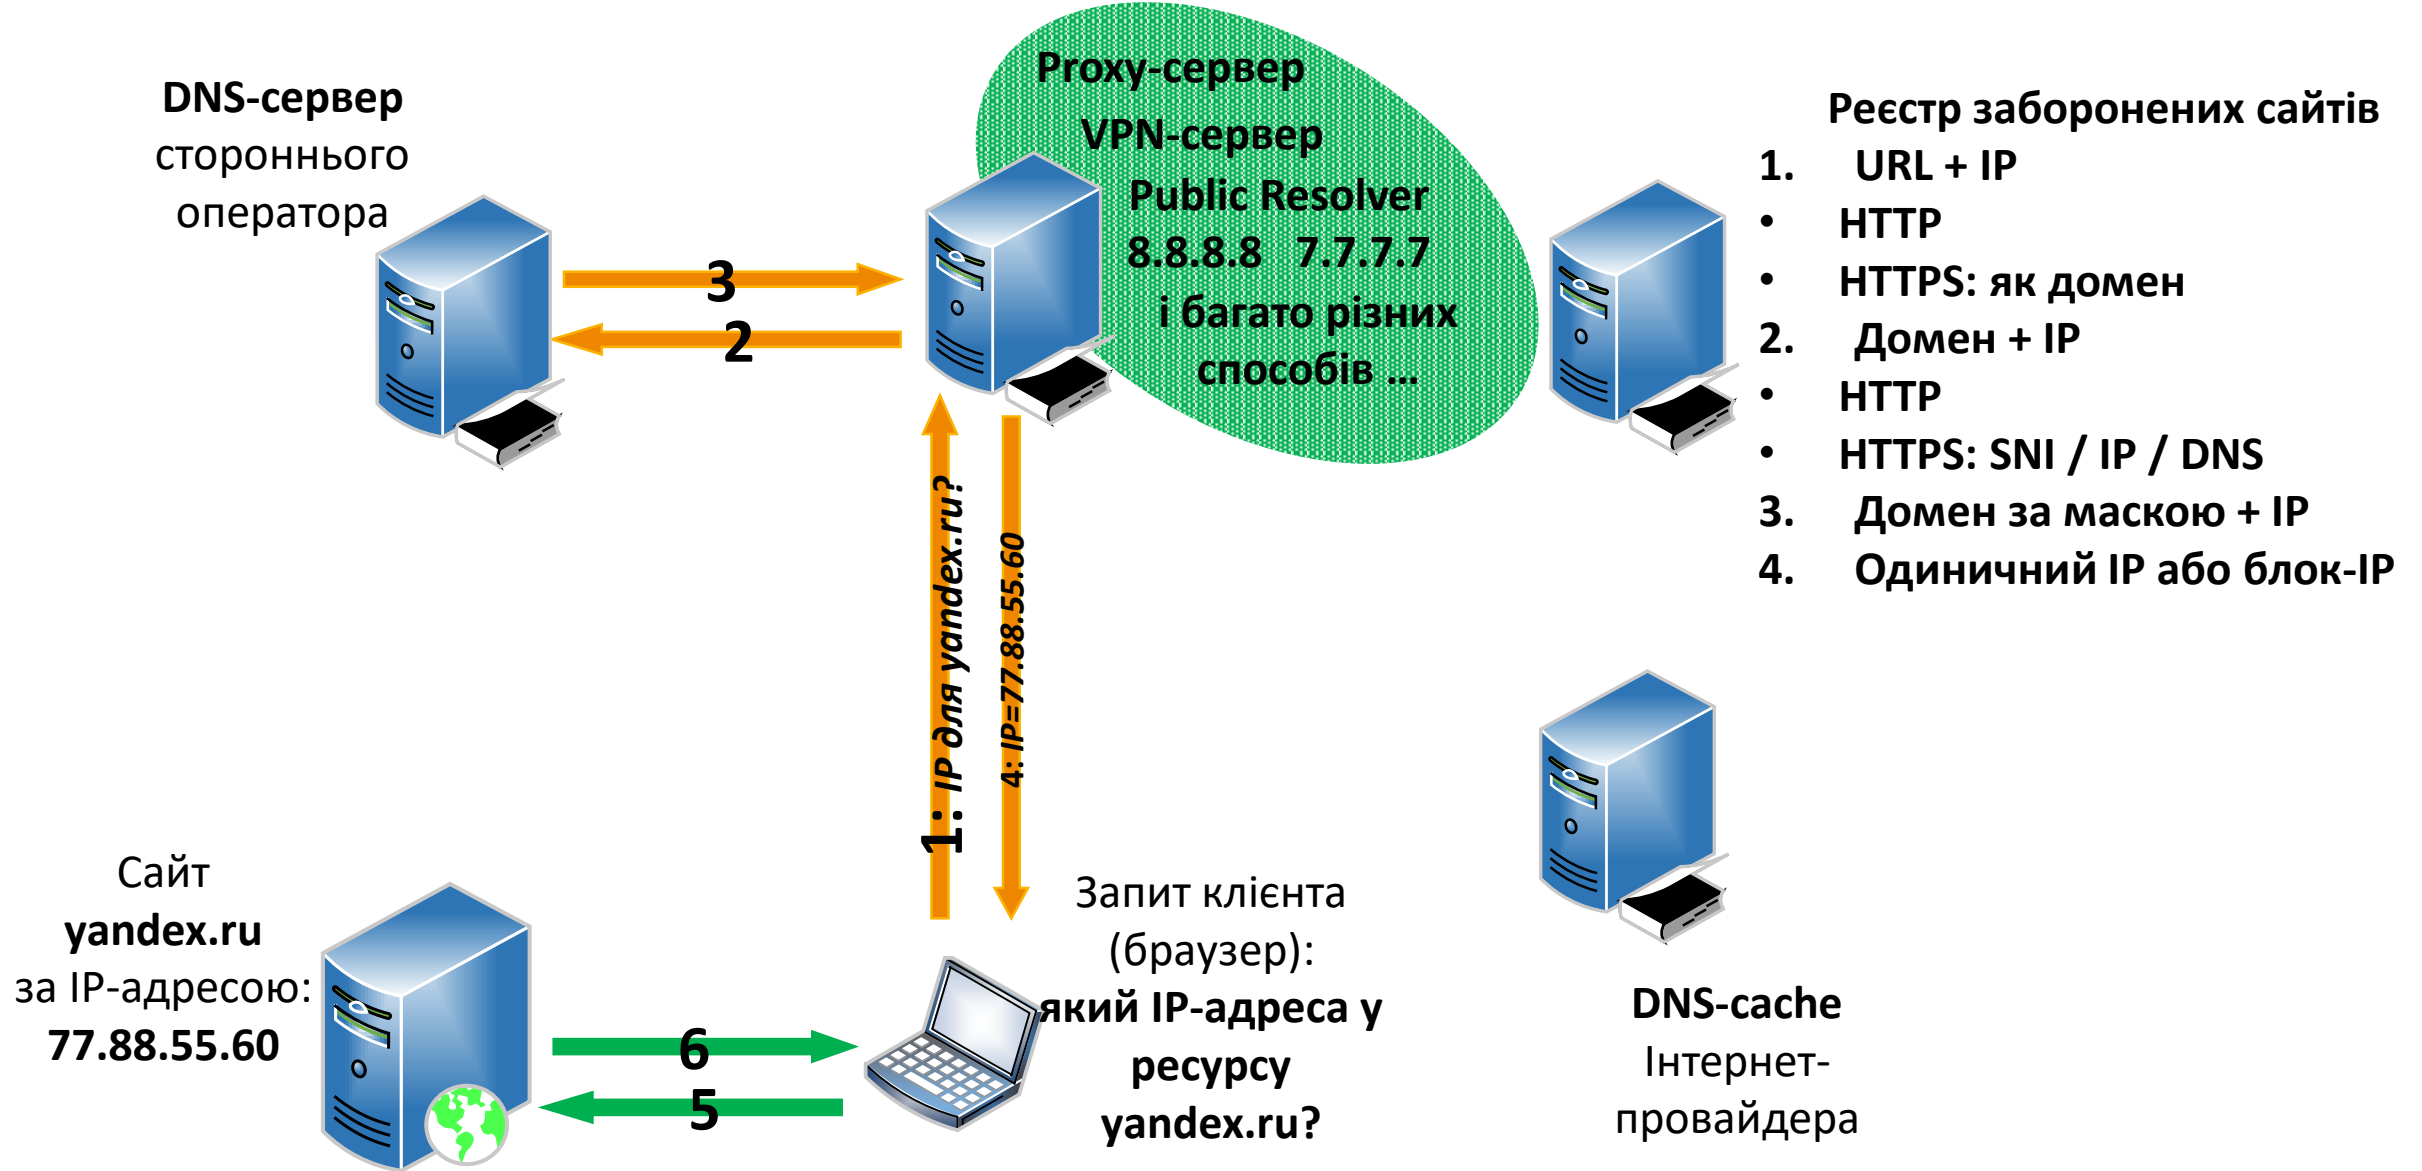 DNS-сервер
стороннього
оператора
3
2
Proxy-сервер
VPN-сервер
Public Resolver
8.8.8.8 7.7.7.7
і багато різних
способів ...
Реєстр заборонених сайтів
1. URL + IP
• HTTP
• HTTPS: як домен
2. Домен + IP
• HTTP
• HTTPS: SNI / IP / DNS
3. Домен за маскою + IP
4. Одиничний IP або блок-IP
1: IP для yandex.ru?
4: IP=77.88.55.60
Сайт
yandex.ru
за IP-адресою:
77.88.55.60
6
5
Запит клієнта
(браузер):
який IP-адреса у
ресурсу
yandex.ru?
DNS-cache
Інтернет-
провайдера